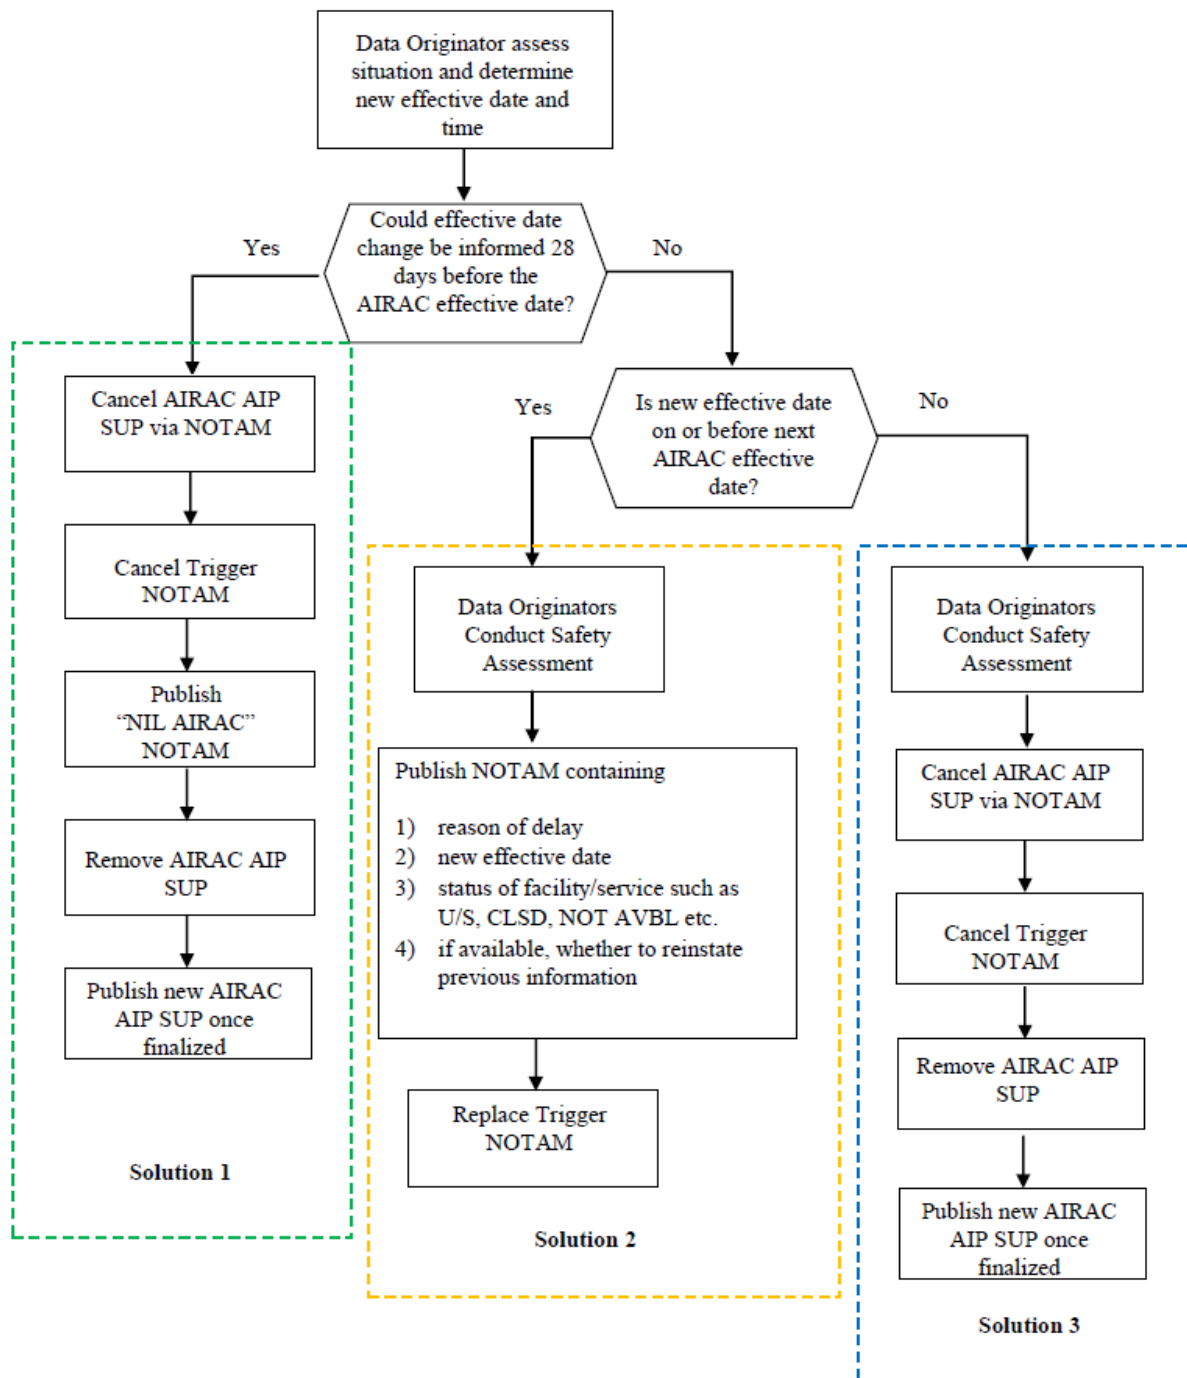 Data Originator assess
situation and determine
new effective date and
time
Could effective date
change be informed 28
days before the
AIRAC effective date?
Yes
No
Is new effective date
on or before next
AIRAC effective
date?
Yes
No
Cancel AIRAC AIP
SUP via NOTAM
Cancel Trigger
NOTAM
Publish
“NIL AIRAC”
NOTAM
Remove AIRAC AIP
SUP
Publish new AIRAC
AIP SUP once
finalized
Solution 1
Data Originators
Conduct Safety
Assessment
Publish NOTAM containing
1) reason of delay
2) new effective date
3) status of facility/service such as
U/S, CLSD, NOT AVBL etc.
4) if available, whether to reinstate
previous information
Replace Trigger
NOTAM
Solution 2
Data Originators
Conduct Safety
Assessment
Cancel AIRAC AIP
SUP via NOTAM
Cancel Trigger
NOTAM
Remove AIRAC AIP
SUP
Publish new AIRAC
AIP SUP once
finalized
Solution 3